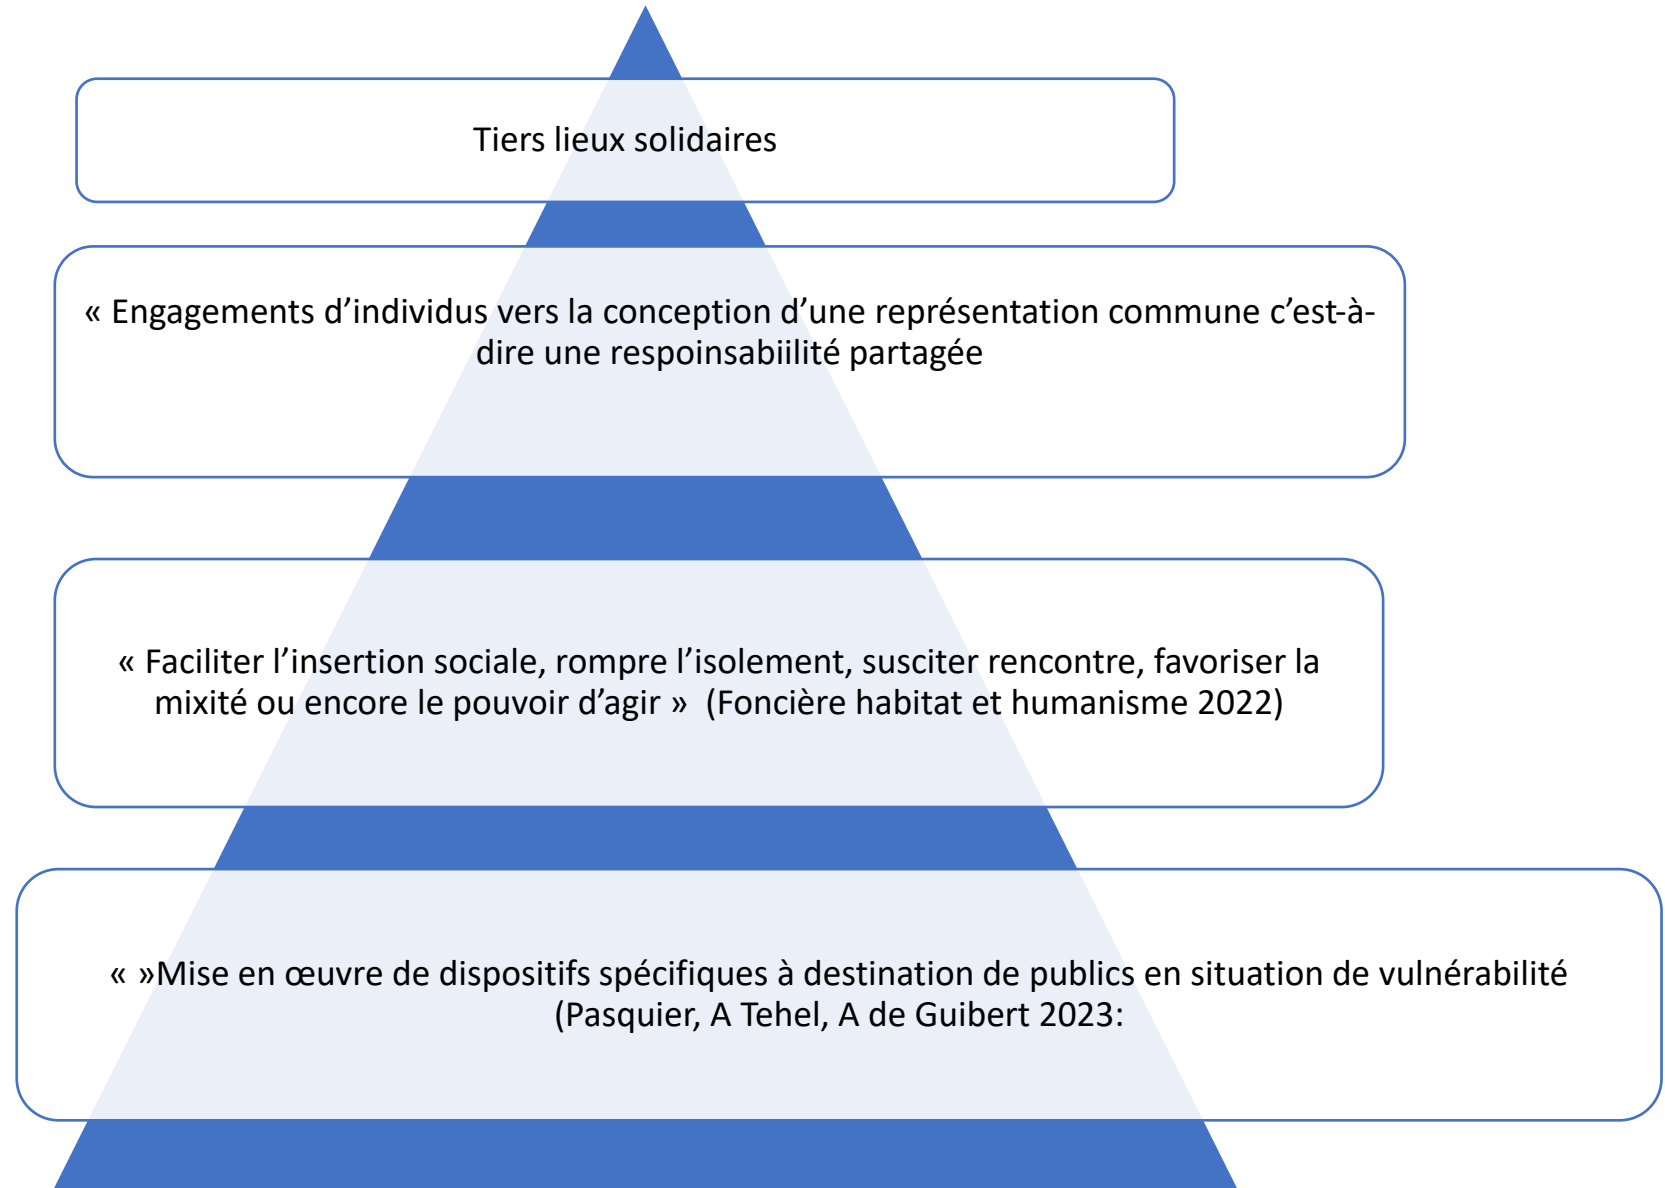 Tiers lieux solidaires
« Engagements d’individus vers la conception d’une représentation commune c’est-à-
dire une respoinsabiilité partagée
« Faciliter l’insertion sociale, rompre l’isolement, susciter rencontre, favoriser la
mixité ou encore le pouvoir d’agir »  (Foncière habitat et humanisme 2022)
« »Mise en œuvre de dispositifs spécifiques à destination de publics en situation de vulnérabilité
(Pasquier, A Tehel, A de Guibert 2023: